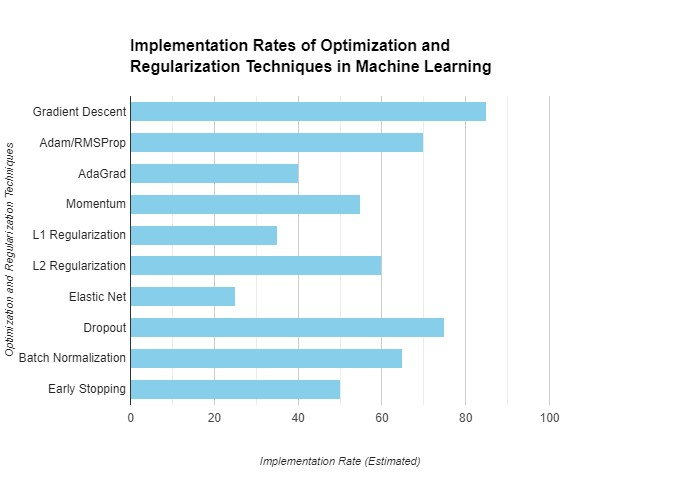 Implementation Rates of Optimization and
Regularization Techniques in Machine Learning
Optimization and Regularization Techniques
Gradient Descent
Adam/RMSProp
AdaGrad
Momentum
L1 Regularization
L2 Regularization
Elastic Net
Dropout
Batch Normalization
Early Stopping
0 20 40 60 80 100
Implementation Rate (Estimated)